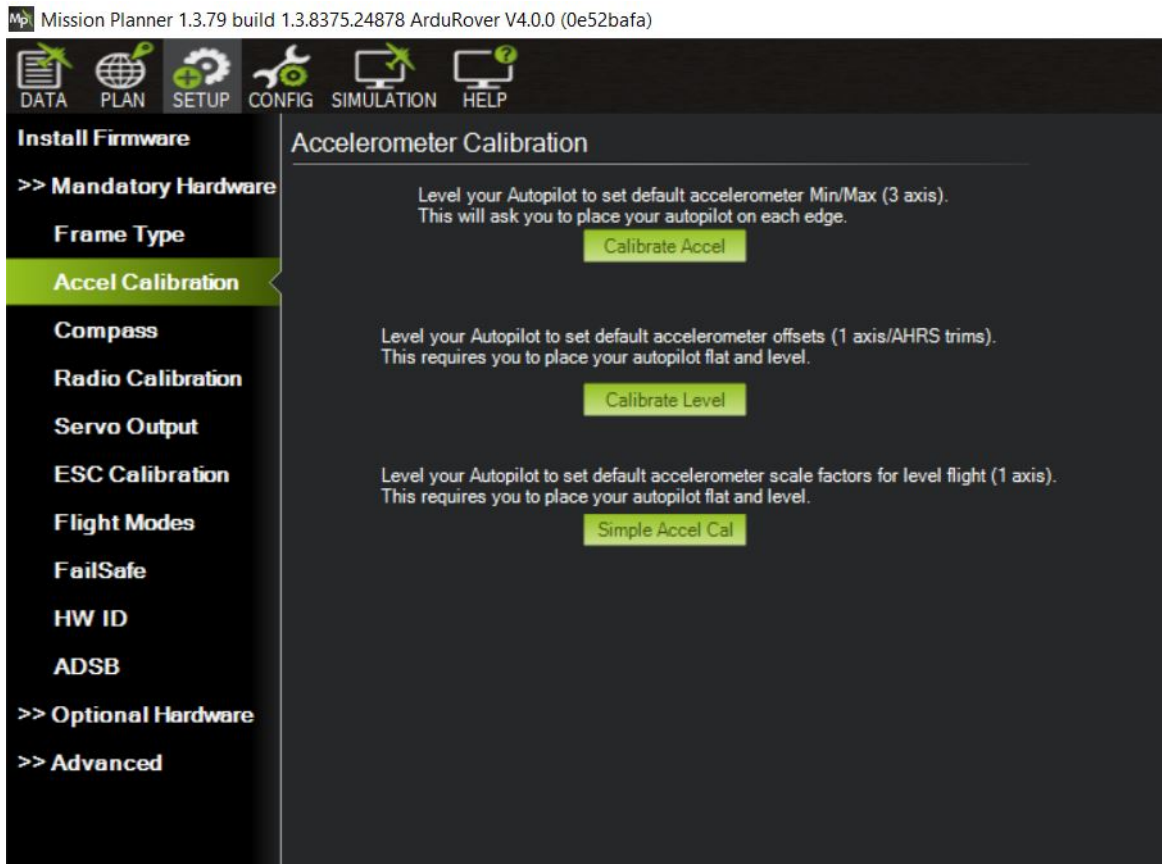 Mission Planner 1.3.79 build 1.3.8375.24878 ArduRover V4.0.0 (0e52bafa)
DATA PLAN SETUP CONFIG SIMULATION HELP
Install Firmware
>> Mandatory Hardware
Frame Type
Accel Calibration
Compass
Radio Calibration
Servo Output
ESC Calibration
Flight Modes
FailSafe
HW ID
ADSB
>> Optional Hardware
>> Advanced
Accelerometer Calibration
Level your Autopilot to set default accelerometer Min/Max (3 axis).
This will ask you to place your autopilot on each edge.
Calibrate Accel
Level your Autopilot to set default accelerometer offsets (1 axis/AHRS trims).
This requires you to place your autopilot flat and level.
Calibrate Level
Level your Autopilot to set default accelerometer scale factors for level flight (1 axis).
This requires you to place your autopilot flat and level.
Simple Accel Cal